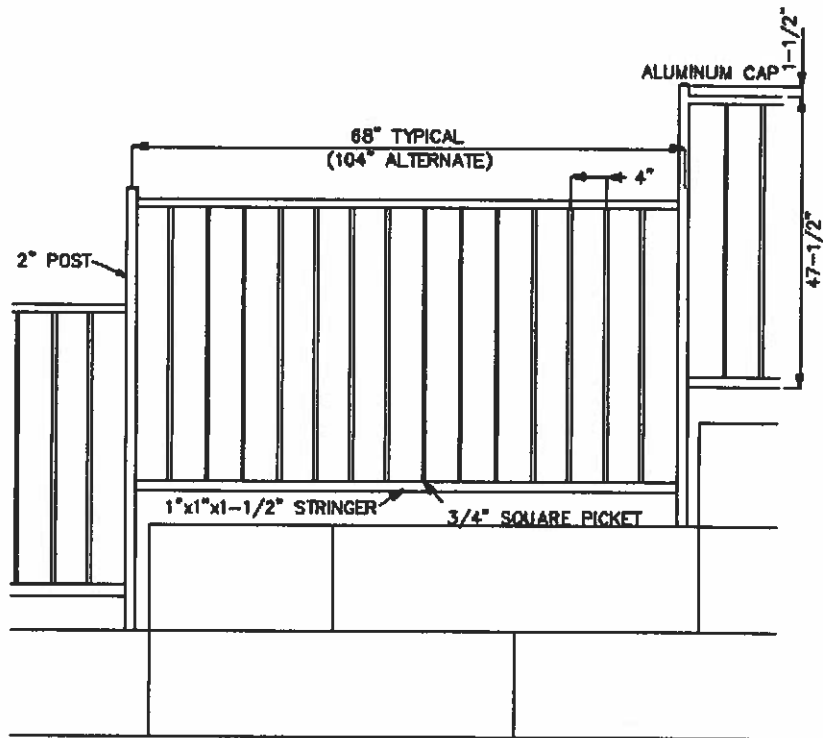 1-1/2"
ALUMINUM CAP
68" TYPICAL
(104" ALTERNATE)
4"
2" POST
47-1/2"
1"x1"x1-1/2" STRINGER
3/4" SQUARE PICKET